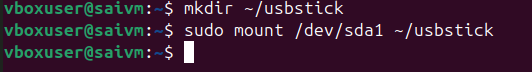 vboxuser@saivm:~$ mkdir ~/usbstick
vboxuser@saivm:~$ sudo mount /dev/sda1 ~/usbstick
vboxuser@saivm:~$